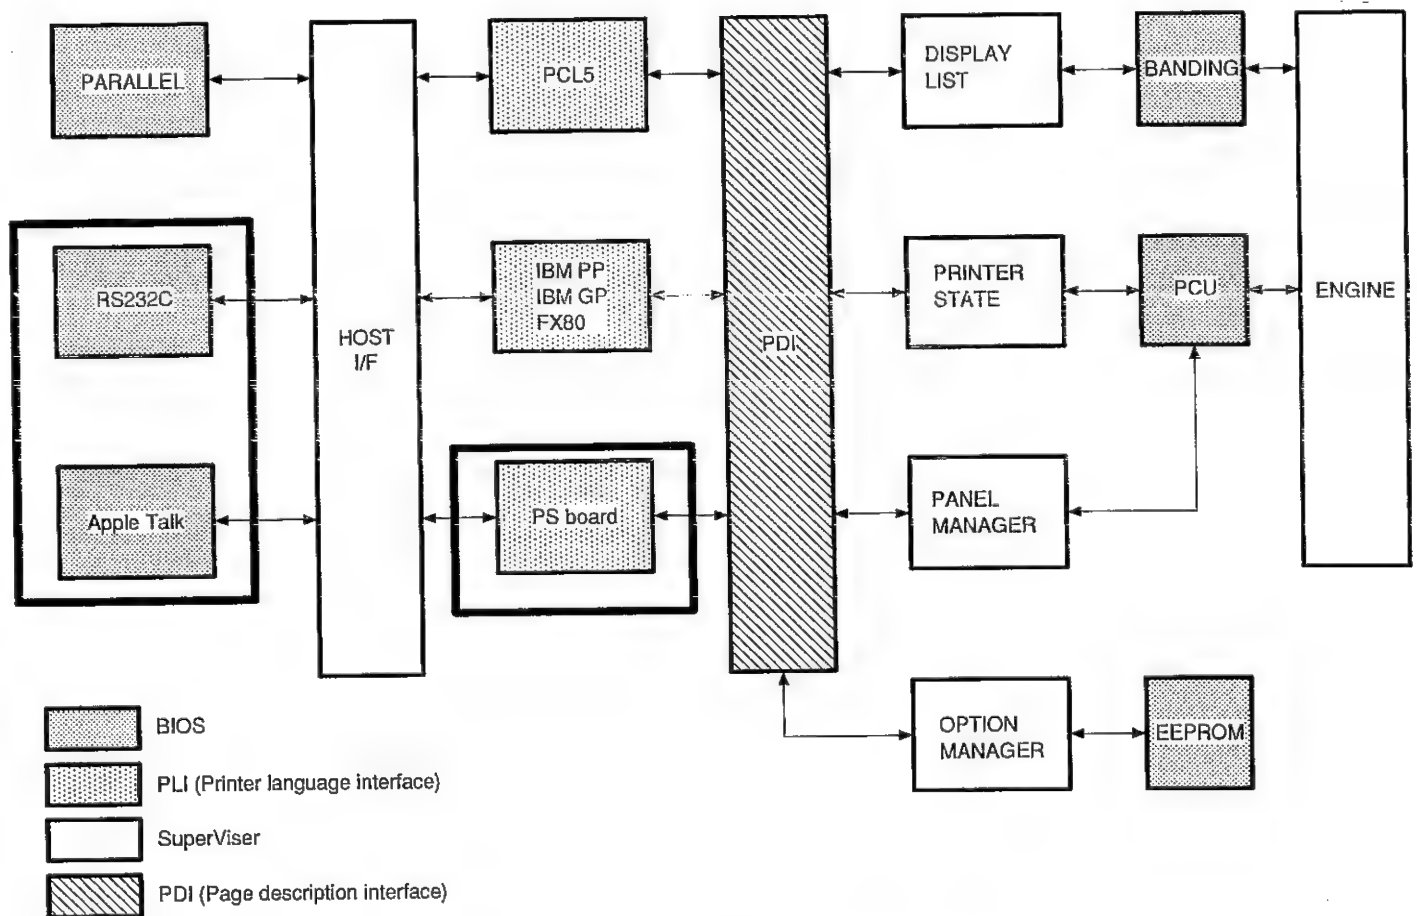 PARALLEL
PCL5
DISPLAY
LIST
BANDING
RS232C
HOST
I/F
IBM PP
IBM GP
FX80
PDI
PRINTER
STATE
PCU
ENGINE
Apple Talk
PS board
PANEL
MANAGER
OPTION
MANAGER
EEPROM
BIOS
PLI (Printer language interface)
SuperViser
PDI (Page description interface)